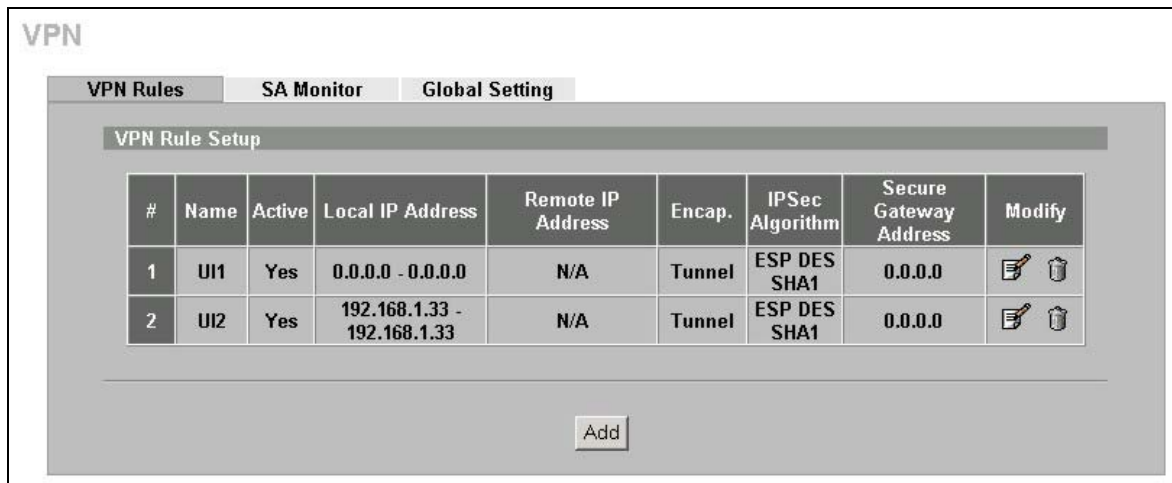 VPN
VPN Rules SA Monitor Global Setting
VPN Rule Setup
# Name Active Local IP Address Remote IP Address Encap. IPSec Algorithm Secure Gateway Address Modify
1 UI1 Yes 0.0.0.0 - 0.0.0.0 N/A Tunnel ESP DES SHA1 0.0.0.0
2 UI2 Yes 192.168.1.33 - 192.168.1.33 N/A Tunnel ESP DES SHA1 0.0.0.0
Add